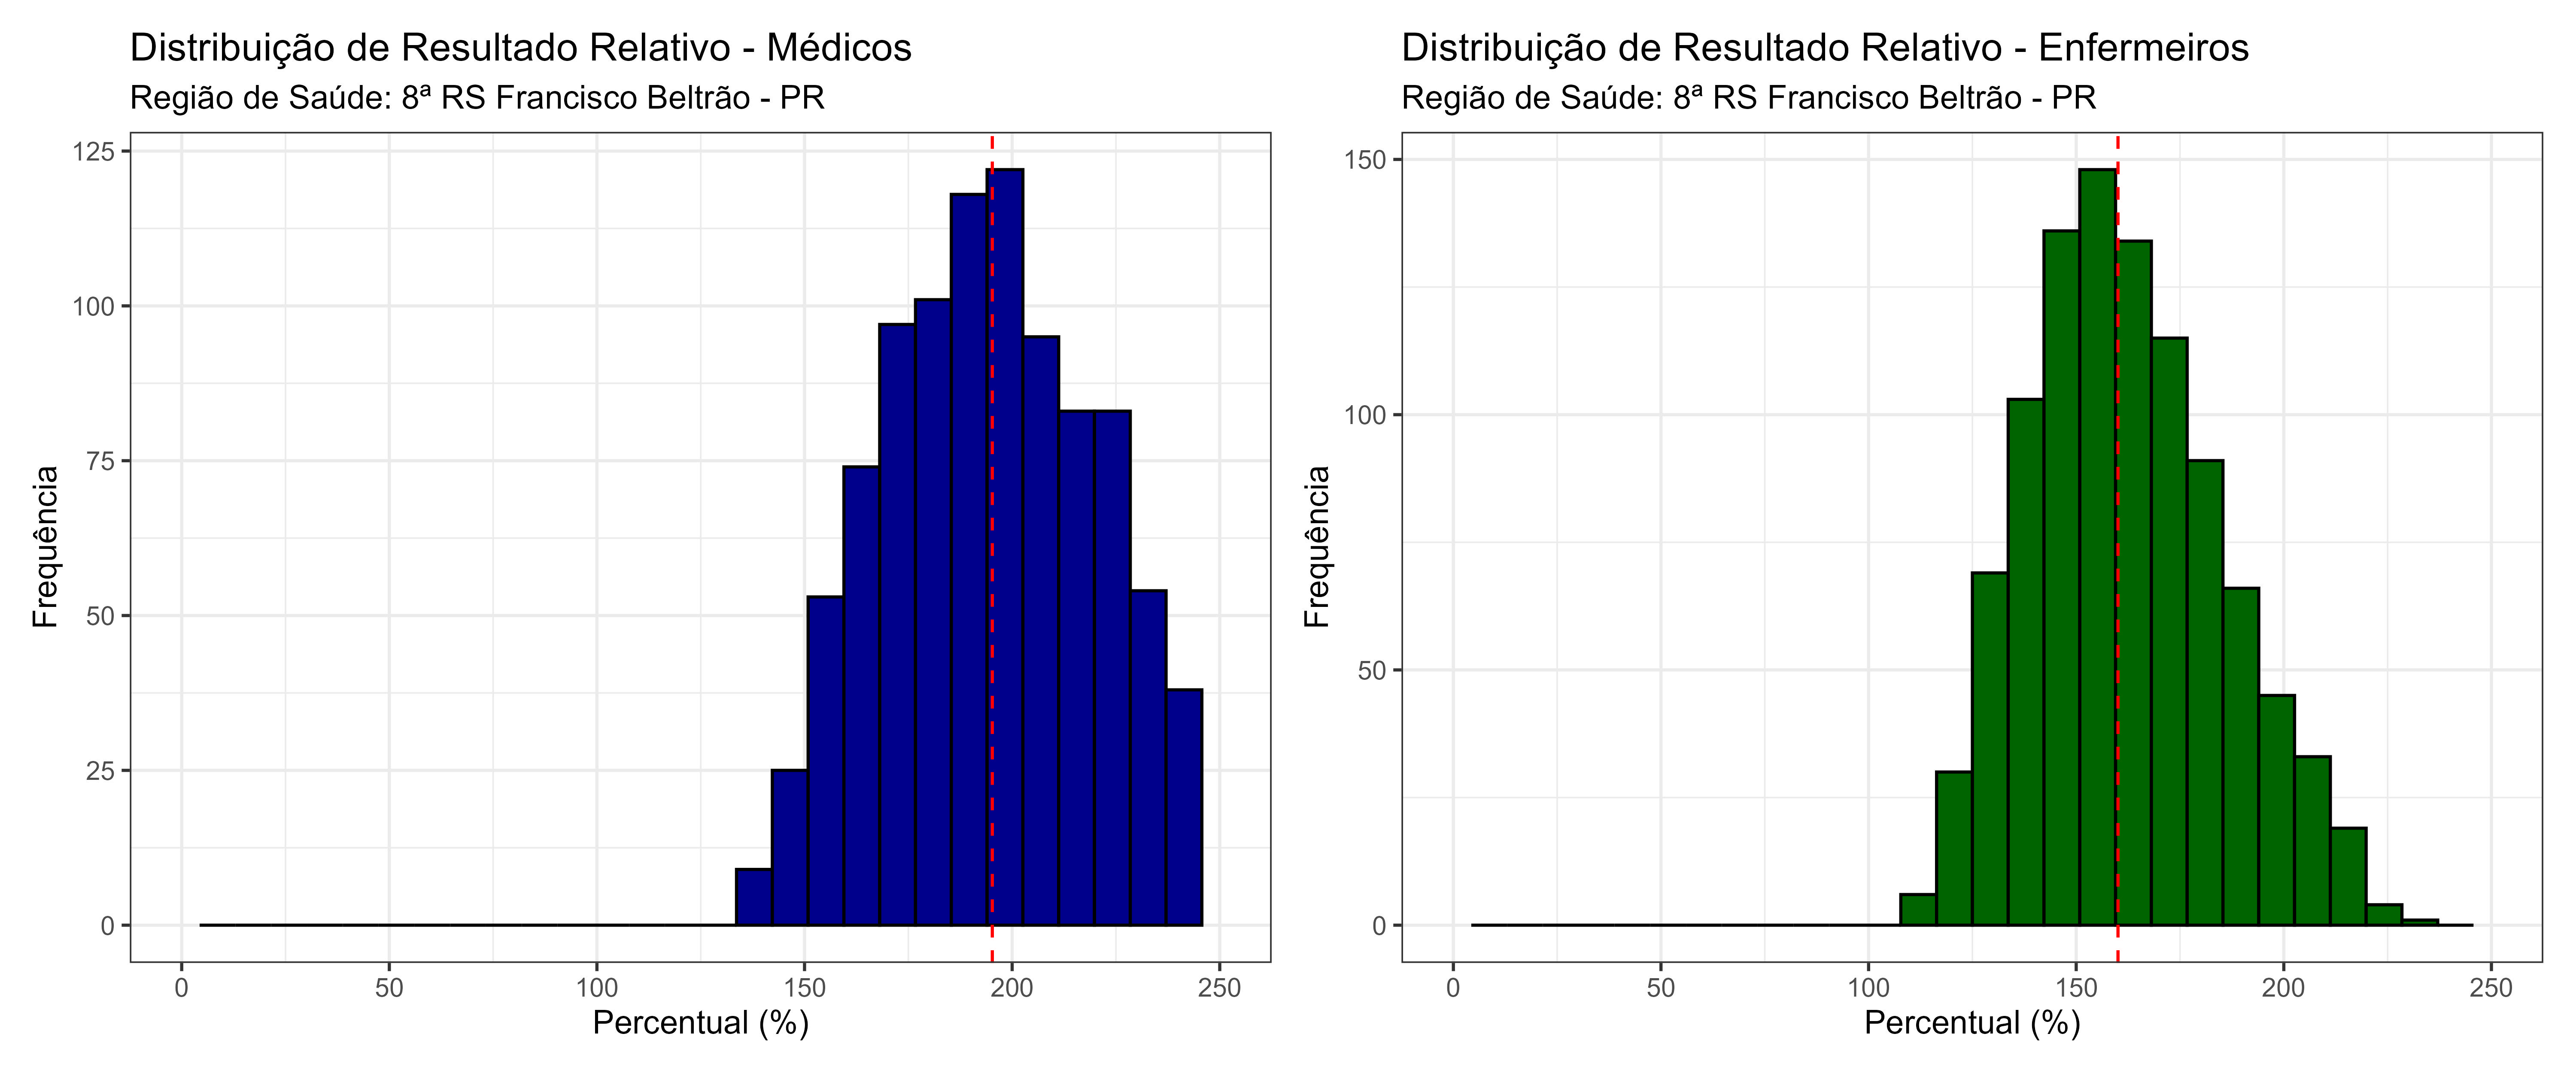 Distribuição de Resultado Relativo - Médicos
Região de Saúde: 8ª RS Francisco Beltrão - PR
125
100
75
50
25
0
Frequência
0 50 100 150 200 250
Percentual (%)
Distribuição de Resultado Relativo - Enfermeiros
Região de Saúde: 8ª RS Francisco Beltrão - PR
150
100
50
0
Frequência
0 50 100 150 200 250
Percentual (%)